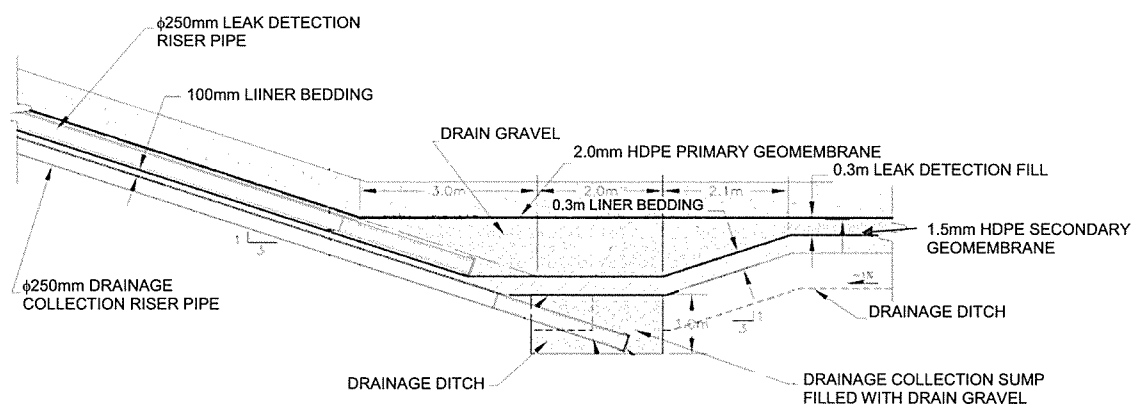 ϕ250mm LEAK DETECTION
RISER PIPE
100mm LIINER BEDDING
DRAIN GRAVEL
2.0mm HDPE PRIMARY GEOMEMBRANE
0.3m LEAK DETECTION FILL
3.0m
2.0m
2.1m
0.3m LINER BEDDING
1.5mm HDPE SECONDARY
GEOMEMBRANE
1
3
ϕ250mm DRAINAGE
COLLECTION RISER PIPE
~1%
1
3
1.0m
DRAINAGE DITCH
DRAINAGE DITCH
DRAINAGE COLLECTION SUMP
FILLED WITH DRAIN GRAVEL